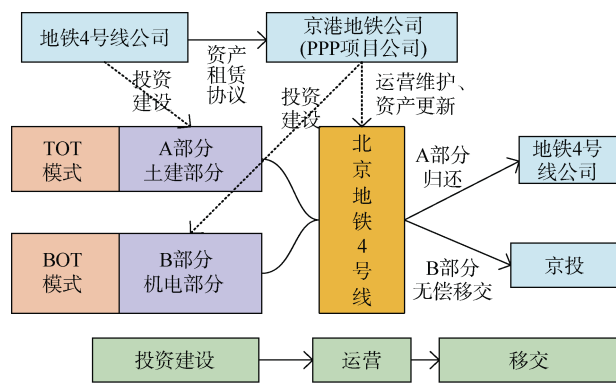 地铁4号线公司
资产
租赁
协议
京港地铁公司
(PPP项目公司)
投资
建设
投资
建设
运营维护、
资产更新
TOT
模式
A部分
土建部分
BOT
模式
B部分
机电部分
北
京
地
铁
4
号
线
A部分
归还
地铁4号
线公司
B部分
无偿移交
京投
投资建设
运营
移交